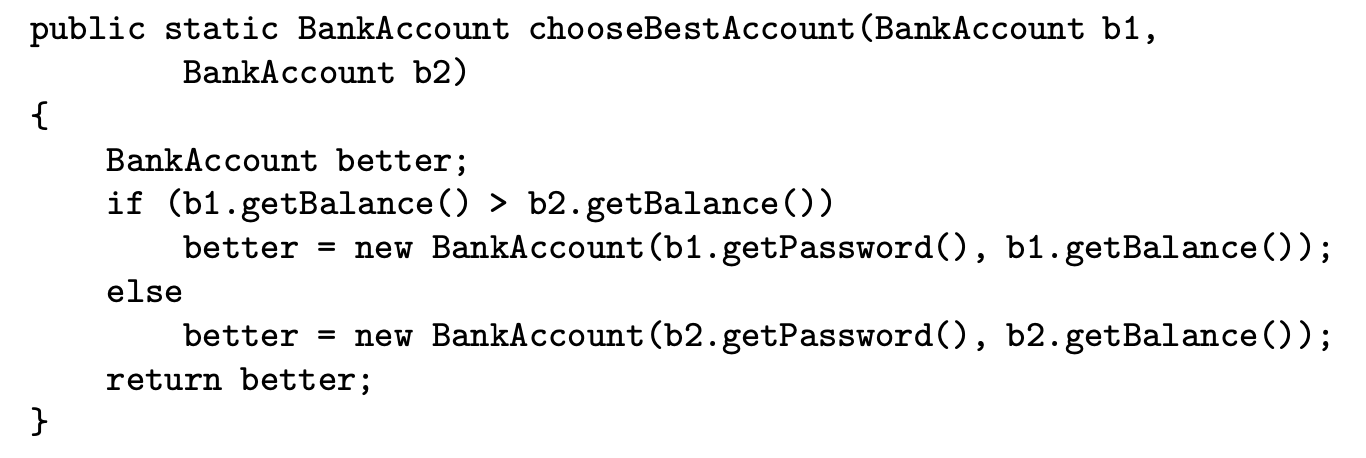 public static BankAccount chooseBestAccount(BankAccount b1,
        BankAccount b2)
{
    BankAccount better;
    if (b1.getBalance() > b2.getBalance())
        better = new BankAccount(b1.getPassword(), b1.getBalance());
    else
        better = new BankAccount(b2.getPassword(), b2.getBalance());
    return better;
}